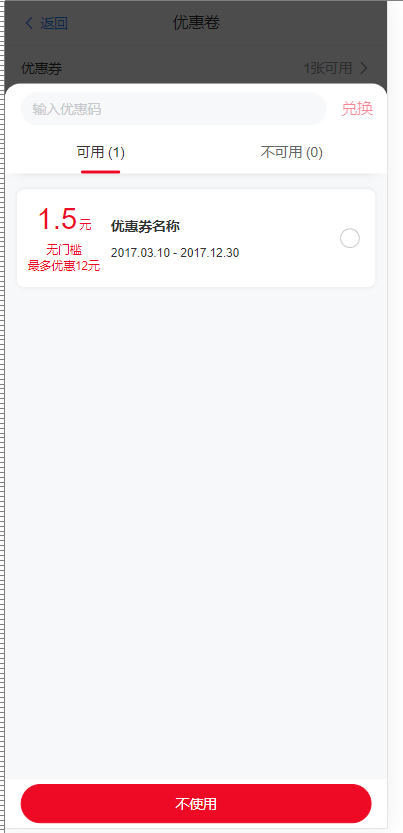 返回
优惠卷
优惠券
1张可用
输入优惠码
兑换
可用 (1)
不可用 (0)
1.5 元
无门槛
最多优惠12元
优惠券名称
2017.03.10 - 2017.12.30
不使用